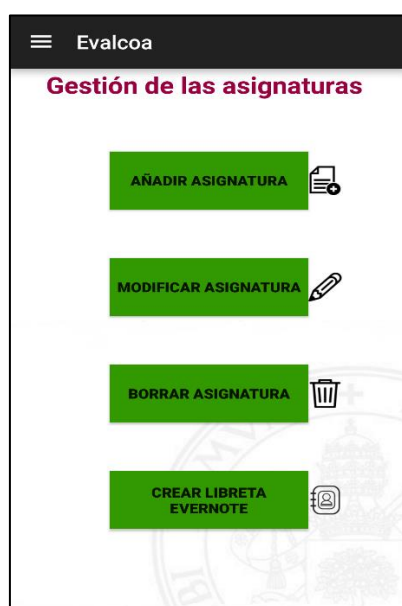 Evalcoa
Gestión de las asignaturas
AÑADIR ASIGNATURA
MODIFICAR ASIGNATURA
BORRAR ASIGNATURA
CREAR LIBRETA
EVERNOTE